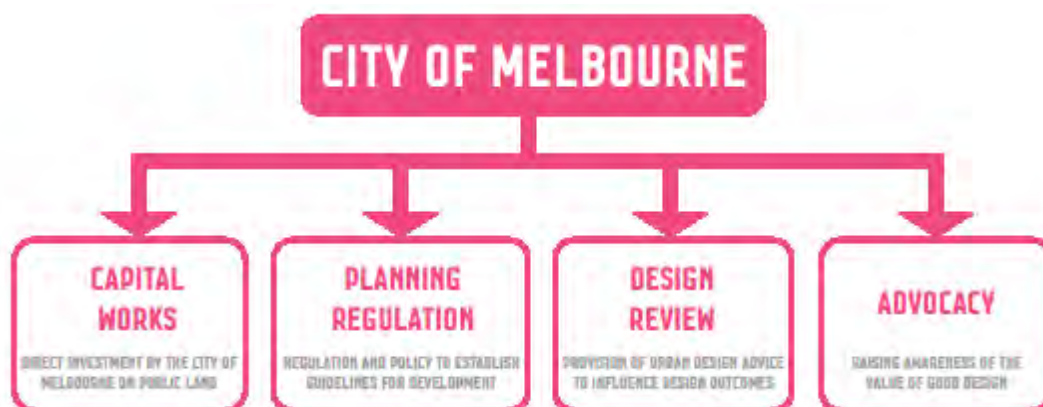 CITY OF MELBOURNE
CAPITAL
WORKS
DIRECT INVESTMENT BY THE CITY OF
MELBOURNE ON PUBLIC LAND
PLANNING
REGULATION
REGULATION AND POLICY TO ESTABLISH
GUIDELINES FOR DEVELOPMENT
DESIGN
REVIEW
PROVISION OF URBAN DESIGN ADVICE
TO INFLUENCE DESIGN OUTCOMES
ADVOCACY
RAISING AWARENESS OF THE
VALUE OF GOOD DESIGN